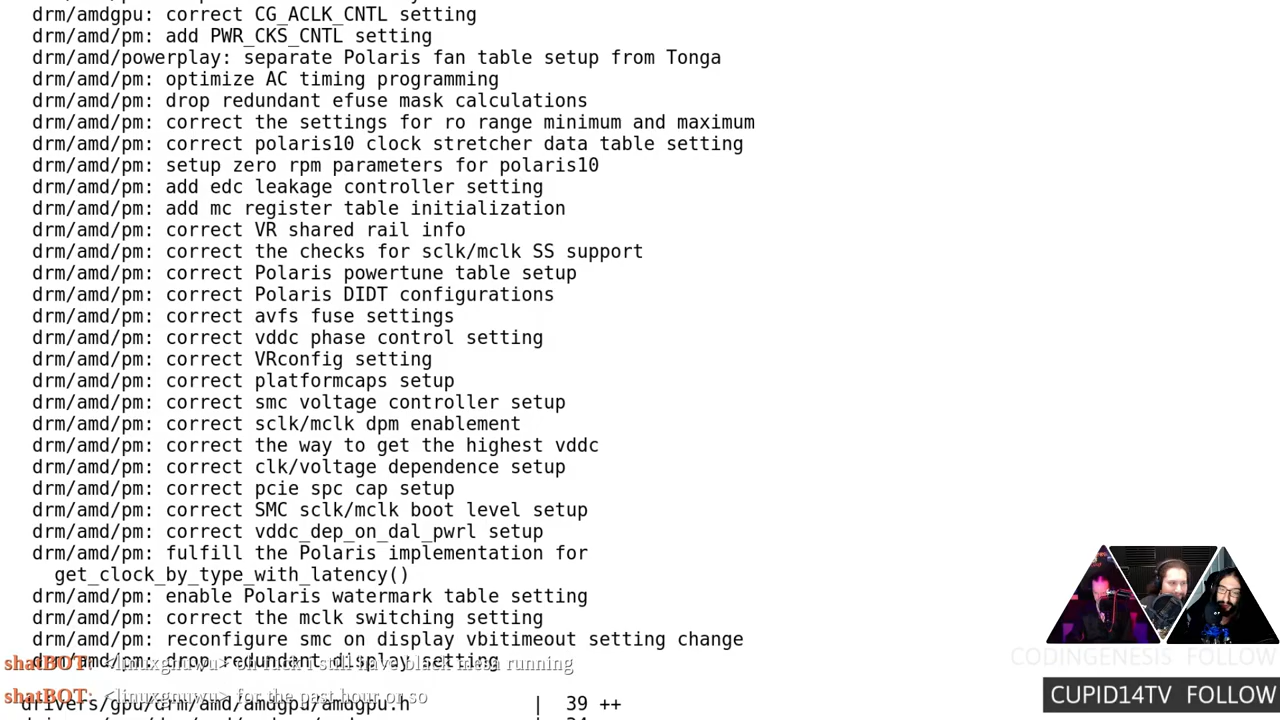 drm/amdgpu: correct CG_ACLK_CNTL setting
drm/amd/pm: add PWR_CKS_CNTL setting
drm/amd/powerplay: separate Polaris fan table setup from Tonga
drm/amd/pm: optimize AC timing programming
drm/amd/pm: drop redundant efuse mask calculations
drm/amd/pm: correct the settings for ro range minimum and maximum
drm/amd/pm: correct polaris10 clock stretcher data table setting
drm/amd/pm: setup zero rpm parameters for polaris10
drm/amd/pm: add edc leakage controller setting
drm/amd/pm: add mc register table initialization
drm/amd/pm: correct VR shared rail info
drm/amd/pm: correct the checks for sclk/mclk SS support
drm/amd/pm: correct Polaris powertune table setup
drm/amd/pm: correct Polaris DIDT configurations
drm/amd/pm: correct avfs fuse settings
drm/amd/pm: correct vddc phase control setting
drm/amd/pm: correct VRconfig setting
drm/amd/pm: correct platformcaps setup
drm/amd/pm: correct smc voltage controller setup
drm/amd/pm: correct sclk/mclk dpm enablement
drm/amd/pm: correct the way to get the highest vddc
drm/amd/pm: correct clk/voltage dependence setup
drm/amd/pm: correct pcie spc cap setup
drm/amd/pm: correct SMC sclk/mclk boot level setup
drm/amd/pm: correct vddc_dep_on_dal_pwrl setup
drm/amd/pm: fulfill the Polaris implementation for
get_clock_by_type_with_latency()
drm/amd/pm: enable Polaris watermark table setting
drm/amd/pm: correct the mclk switching setting
drm/amd/pm: reconfigure smc on display vbitimeout setting change
drm/amd/pm: drop redundant display setting
shatBOT: <linuxgnuwu> oh fuck i still have black mesa running
shatBOT: <linuxgnuwu> for the past hour or so
drivers/gpu/drm/amd/amdgpu/amdgpu.h | 39 ++
CODINGENESIS FOLLOW
CUPID14TV FOLLOW